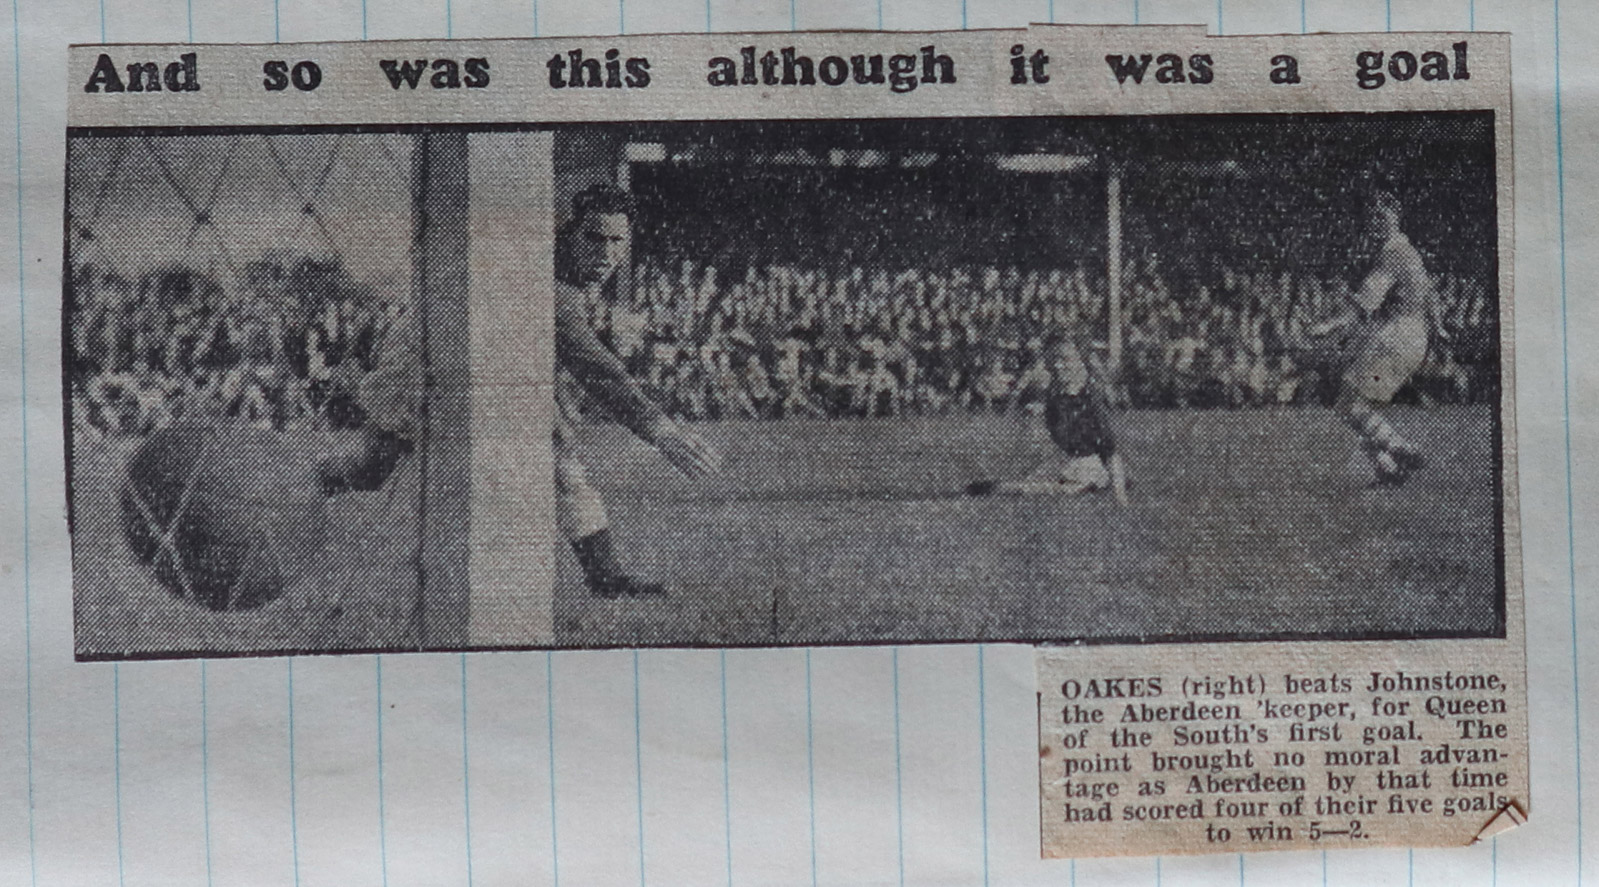 And so was this although it was a goal
OAKES (right) beats Johnstone,
the Aberdeen 'keeper, for Queen
of the South's first goal. The
point brought no moral advan-
tage as Aberdeen by that time
had scored four of their five goals
to win 5—2.